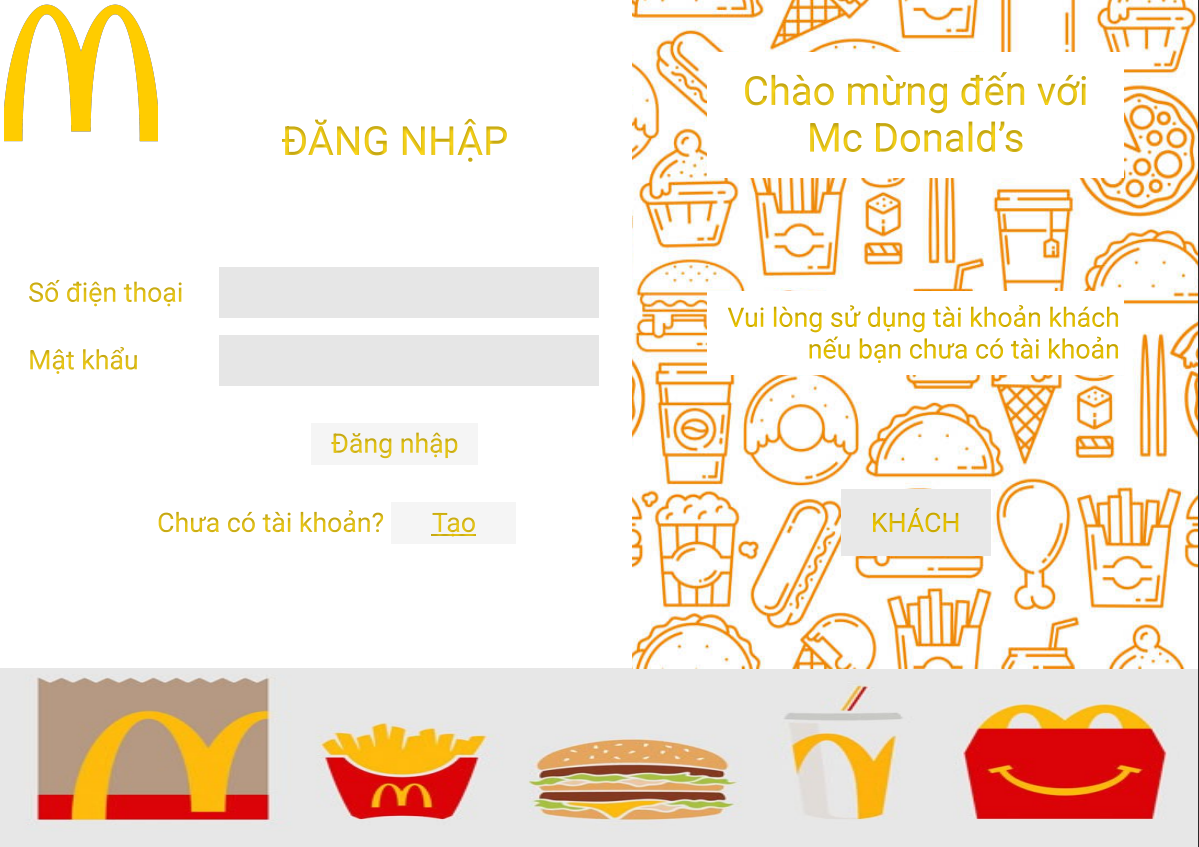 ĐĂNG NHẬP
Số điện thoại
Mật khẩu
Đăng nhập
Chưa có tài khoản? Tạo
Chào mừng đến với
Mc Donald’s
Vui lòng sử dụng tài khoản khách
nếu bạn chưa có tài khoản
KHÁCH